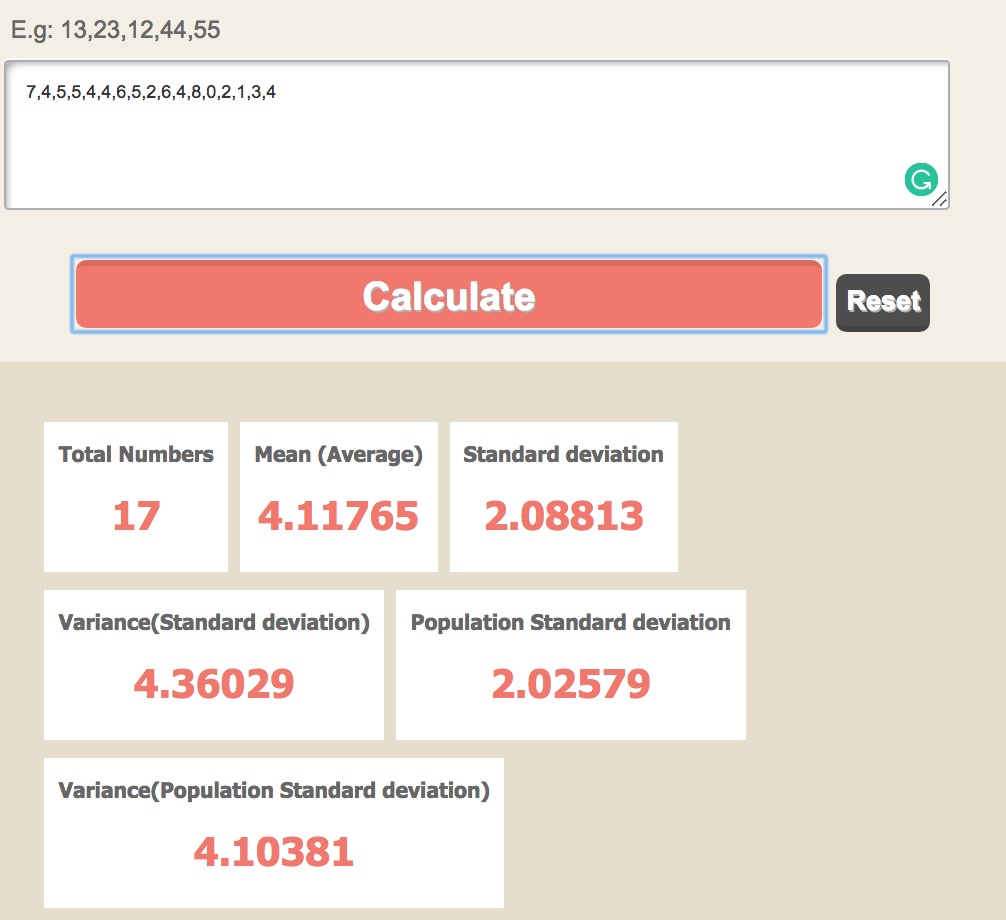 E.g: 13,23,12,44,55
7,4,5,5,4,4,6,5,2,6,4,8,0,2,1,3,4
Calculate
Reset
Total Numbers
17
Mean (Average)
4.11765
Standard deviation
2.08813
Variance(Standard deviation)
4.36029
Population Standard deviation
2.02579
Variance(Population Standard deviation)
4.10381